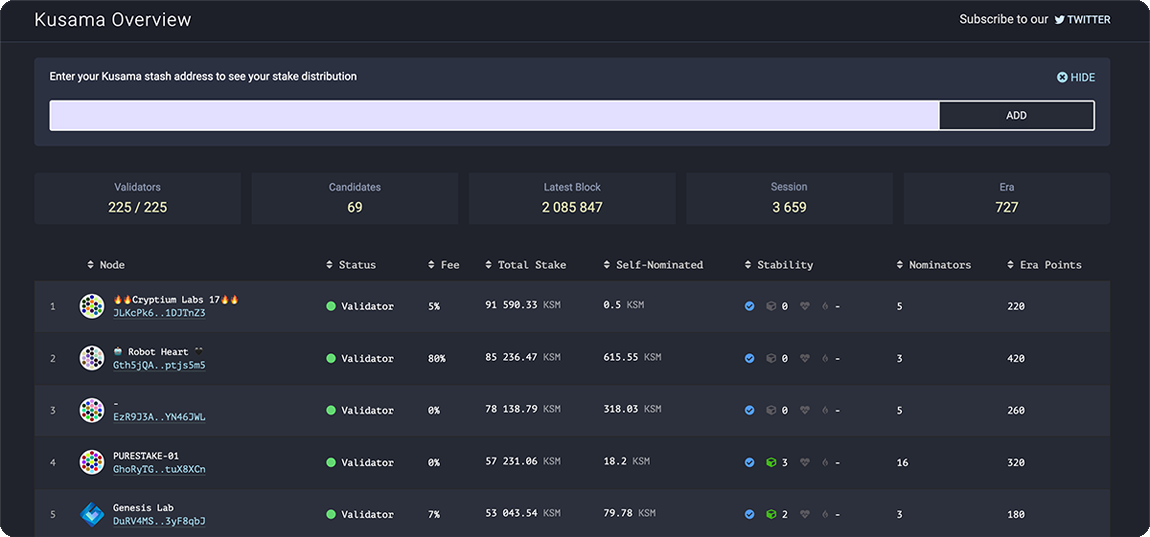 Kusama Overview
Subscribe to our TWITTER
Enter your Kusama stash address to see your stake distribution
HIDE
ADD
Validators Candidates Latest Block Session Era
225 / 225 69 2 085 847 3 659 727
Node Status Fee Total Stake Self-Nominated Stability Nominators Era Points
1 🔥🔥Cryptium Labs 17🔥🔥 Validator 5% 91 590.33 KSM 0.5 KSM 0 - 5 220
JLKcPk6..1DJTnZ3
2 🤖 Robot Heart 🖤 Validator 80% 85 236.47 KSM 615.55 KSM 0 - 3 420
Gth5jQA..ptjs5m5
3 - Validator 0% 78 138.79 KSM 318.03 KSM 0 - 5 260
EzR9J3A..YN46JWL
4 PURESTAKE-01 Validator 0% 57 231.06 KSM 18.2 KSM 3 - 16 320
GhoRyTG..tuX8XCn
5 Genesis Lab Validator 7% 53 043.54 KSM 79.78 KSM 2 - 3 180
DuRV4MS..3yF8qbJ